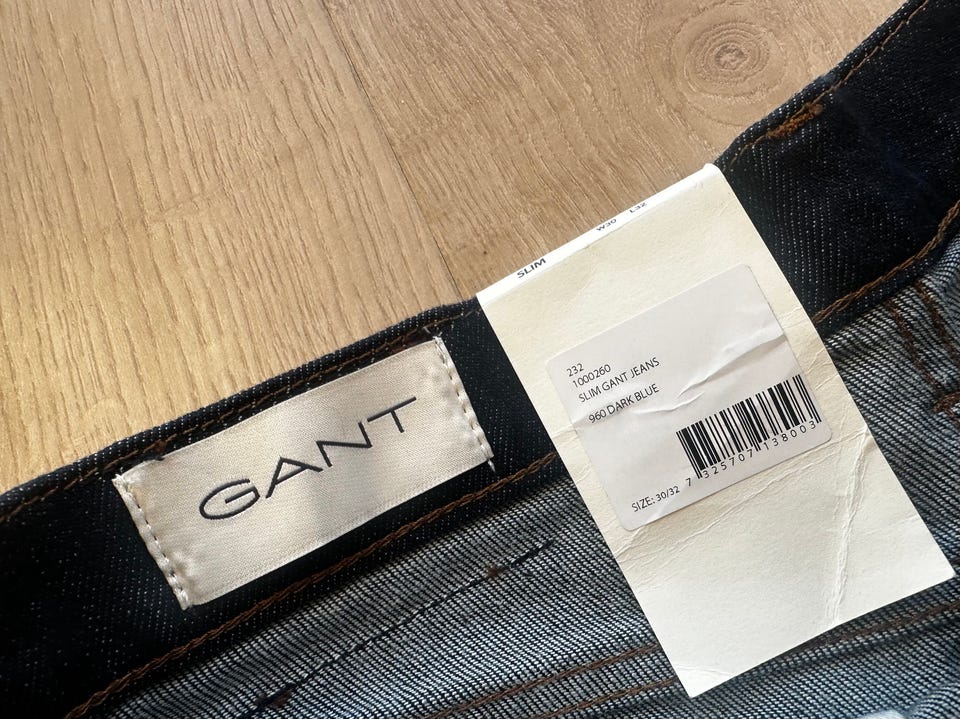 GANT
SLIM W30 L32
232
1000260
SLIM GANT JEANS
960 DARK BLUE
7 325707 138003
SIZE: 30/32